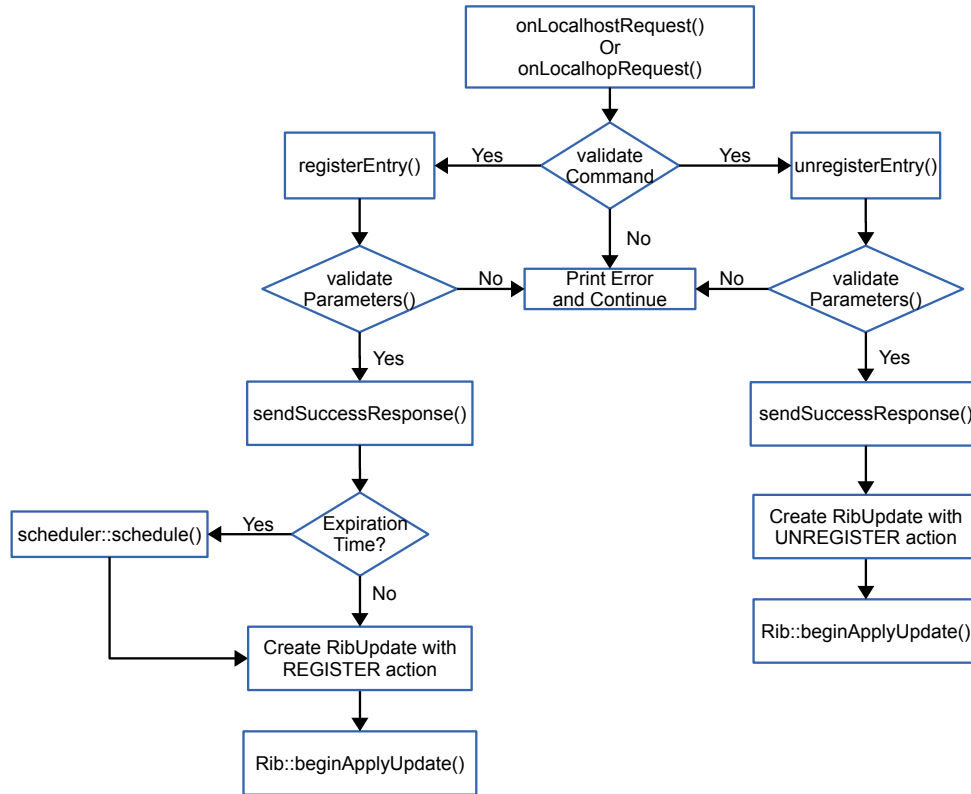 onLocalhostRequest()
Or
onLocalhopRequest()
registerEntry()
Yes
validate
Command
Yes
unregisterEntry()
No
validate
Parameters()
No
Print Error
and Continue
No
validate
Parameters()
Yes
Yes
sendSuccessResponse()
sendSuccessResponse()
scheduler::schedule()
Yes
Expiration
Time?
Create RibUpdate with
UNREGISTER action
No
Create RibUpdate with
REGISTER action
Rib::beginApplyUpdate()
Rib::beginApplyUpdate()